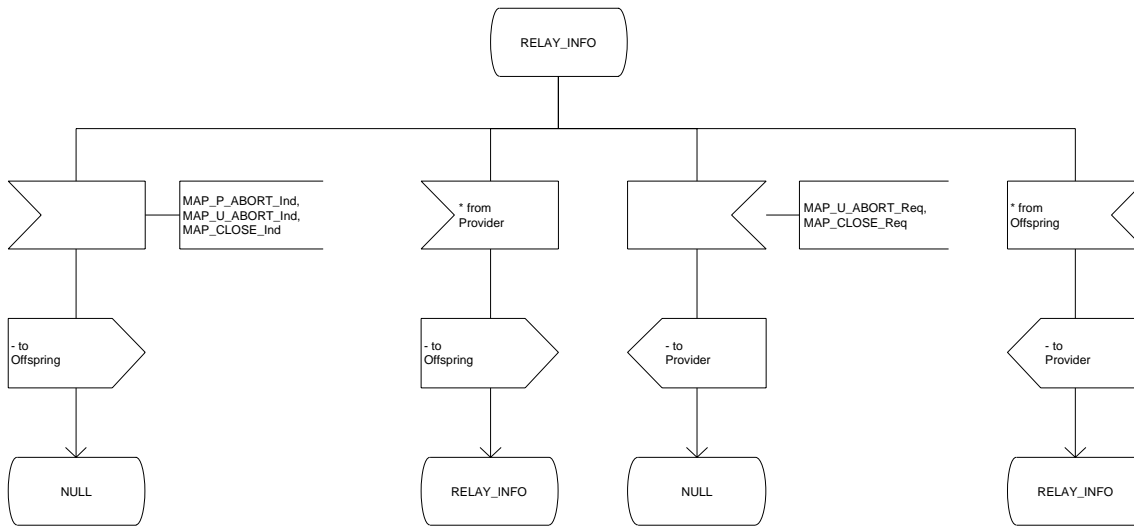 RELAY_INFO
MAP_P_ABORT_Ind,
MAP_U_ABORT_Ind,
MAP_CLOSE_Ind
* from
Provider
MAP_U_ABORT_Req,
MAP_CLOSE_Req
* from
Offspring
- to
Offspring
- to
Offspring
- to
Provider
- to
Provider
NULL
RELAY_INFO
NULL
RELAY_INFO